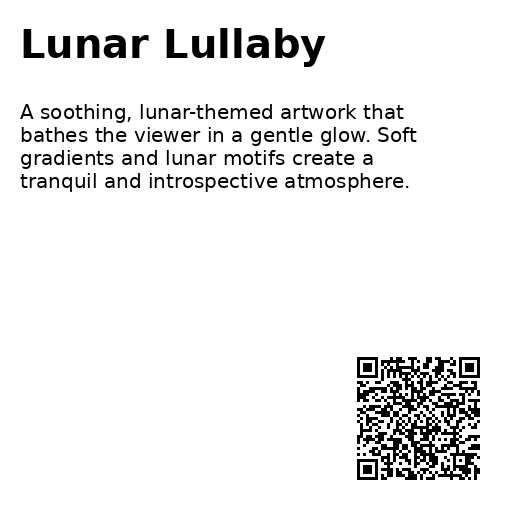 Lunar Lullaby
A soothing, lunar-themed artwork that
bathes the viewer in a gentle glow. Soft
gradients and lunar motifs create a
tranquil and introspective atmosphere.